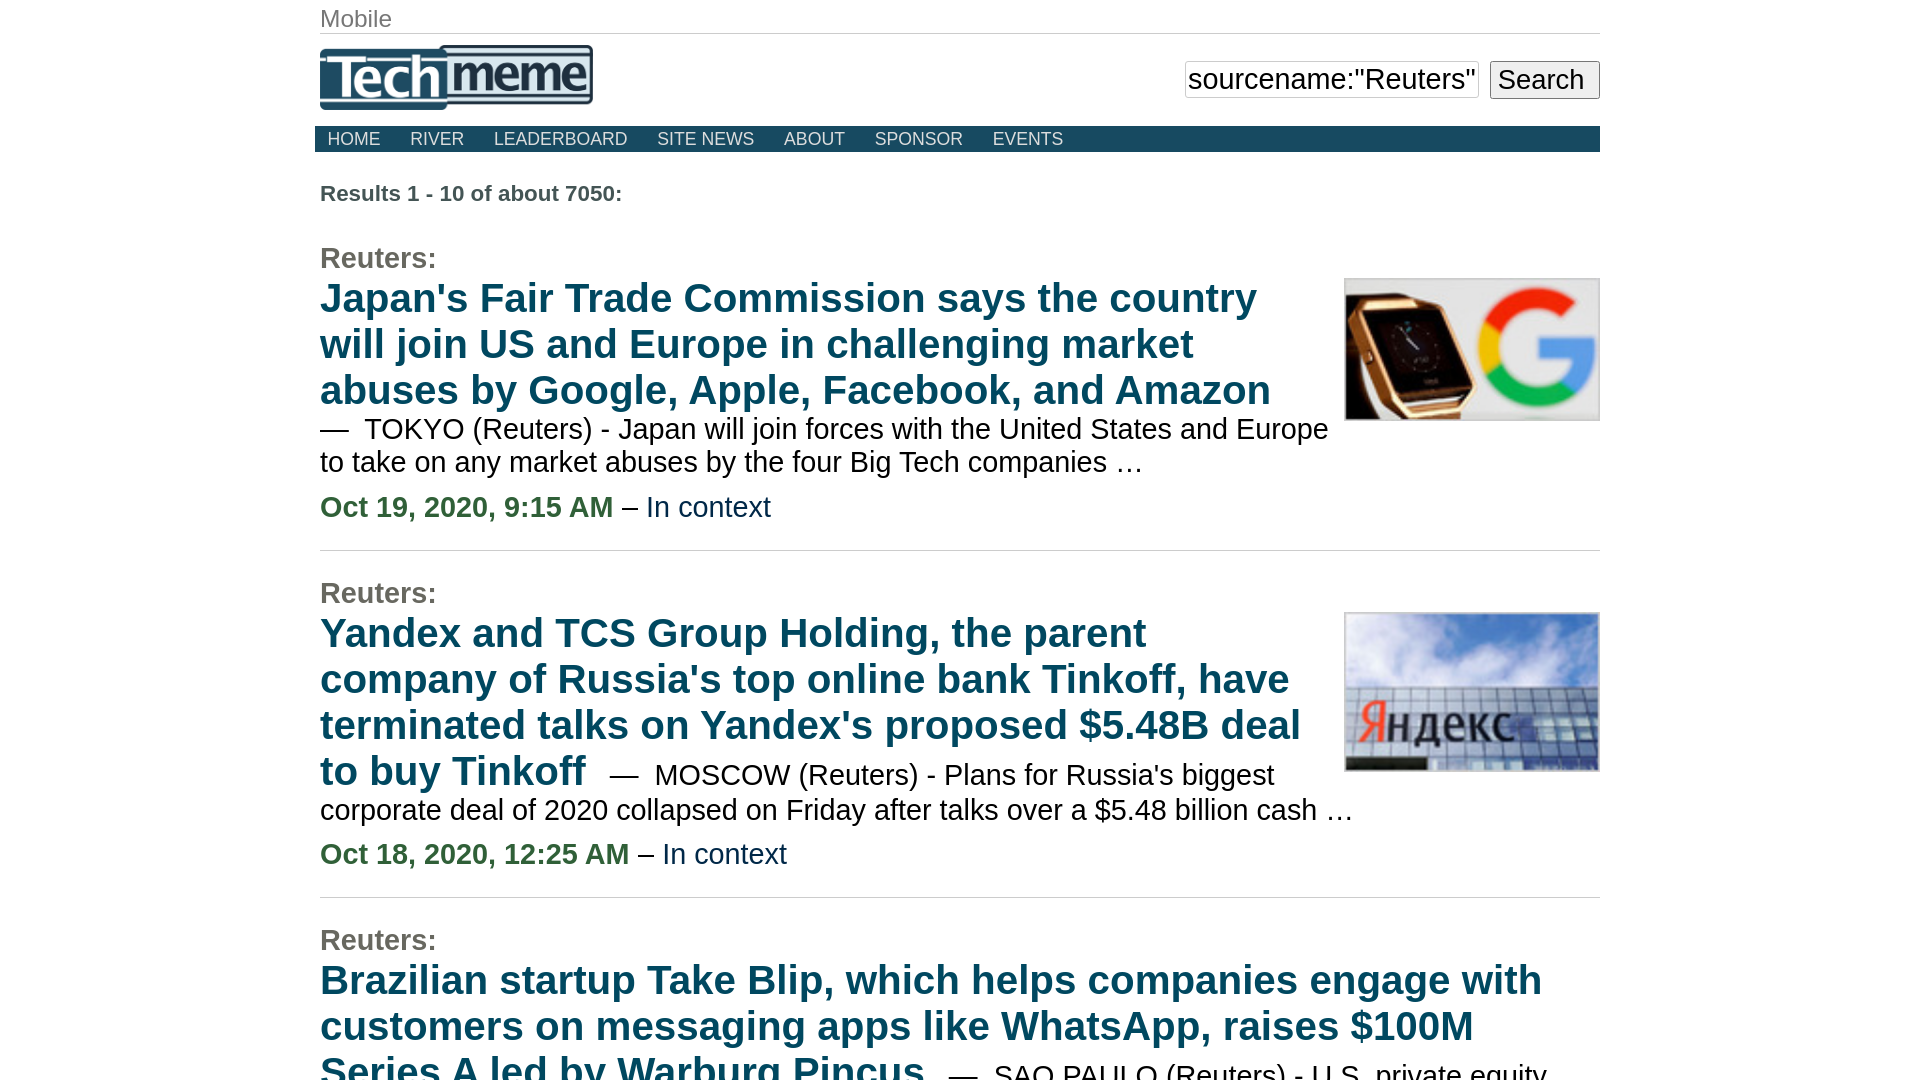 Mobile
Techmeme
sourcename:"Reuters" Search
HOME RIVER LEADERBOARD SITE NEWS ABOUT SPONSOR EVENTS
Results 1 - 10 of about 7050:
Reuters:
Japan's Fair Trade Commission says the country
will join US and Europe in challenging market
abuses by Google, Apple, Facebook, and Amazon
— TOKYO (Reuters) - Japan will join forces with the United States and Europe
to take on any market abuses by the four Big Tech companies …
Oct 19, 2020, 9:15 AM – In context
Reuters:
Yandex and TCS Group Holding, the parent
company of Russia's top online bank Tinkoff, have
terminated talks on Yandex's proposed $5.48B deal
to buy Tinkoff — MOSCOW (Reuters) - Plans for Russia's biggest
corporate deal of 2020 collapsed on Friday after talks over a $5.48 billion cash …
Яндекс
Oct 18, 2020, 12:25 AM – In context
Reuters:
Brazilian startup Take Blip, which helps companies engage with
customers on messaging apps like WhatsApp, raises $100M
Series A led by Warburg Pincus — SAO PAULO (Reuters) - U.S. private equity